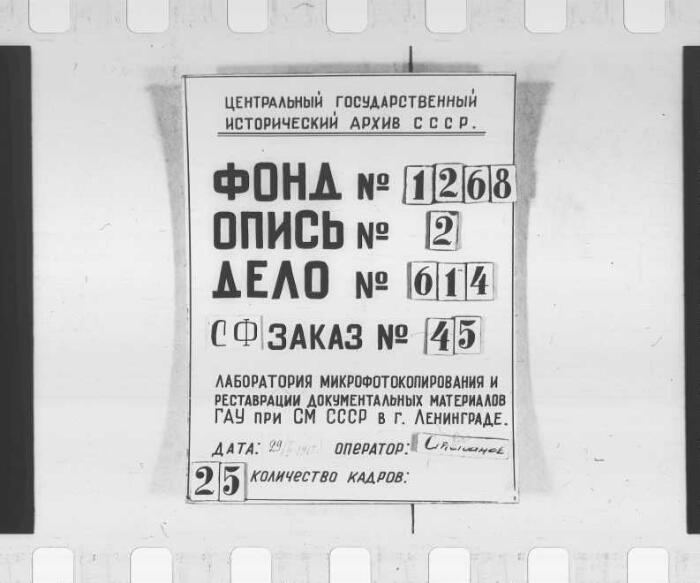 ЦЕНТРАЛЬНЫЙ ГОСУДАРСТВЕННЫЙ
ИСТОРИЧЕСКИЙ АРХИВ СССР.
ФОНД № 1268
ОПИСЬ № 2
ДЕЛО № 614
СФ ЗАКАЗ № 45
ЛАБОРАТОРИЯ МИКРОФОТОКОПИРОВАНИЯ И
РЕСТАВРАЦИИ ДОКУМЕНТАЛЬНЫХ МАТЕРИАЛОВ
ГАУ ПРИ СМ СССР В Г. ЛЕНИНГРАДЕ.
ДАТА: 29 ОПЕРАТОР:
25 КОЛИЧЕСТВО КАДРОВ: